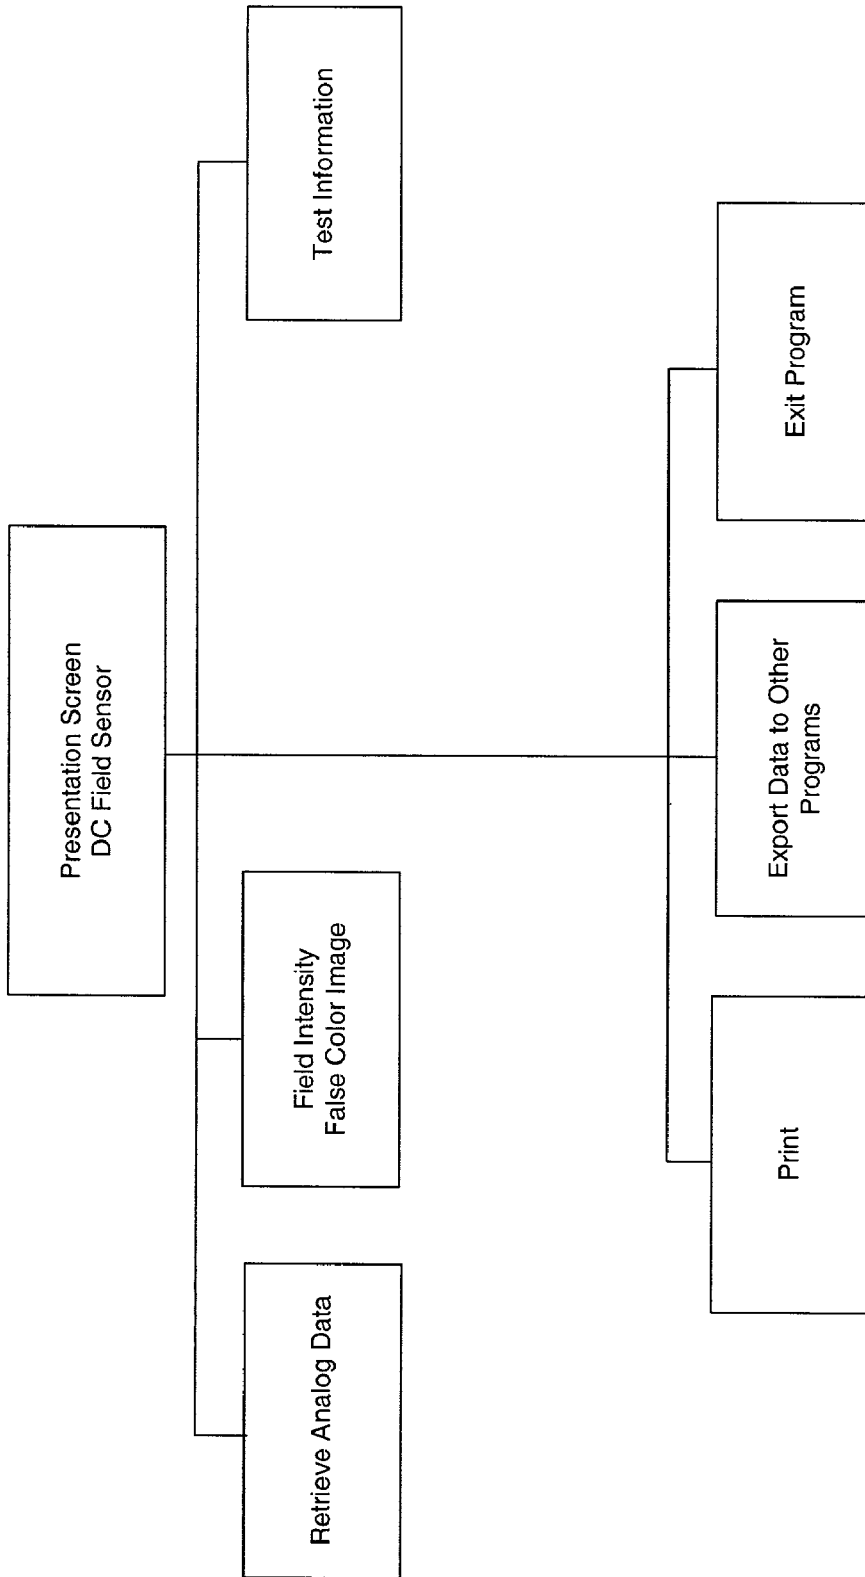 Presentation Screen
DC Field Sensor
Retrieve Analog Data
Field Intensity
False Color Image
Test Information
Print
Export Data to Other
Programs
Exit Program